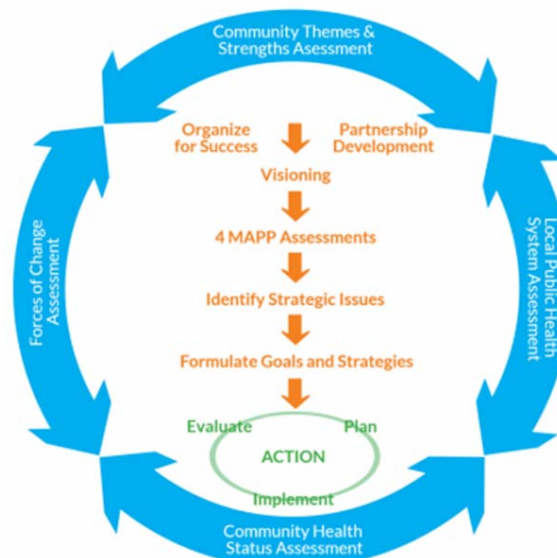 Community Themes &
Strengths Asessment
Organize
for Success
Partnership
Development
Visioning
4 MAPP Assessments
Identify Strategic Issues
Formulate Goals and Strategies
Evaluate
Plan
ACTION
Implement
Forces of Change
Assessment
Local Public Health
System Assessment
Community Health
Status Assessment